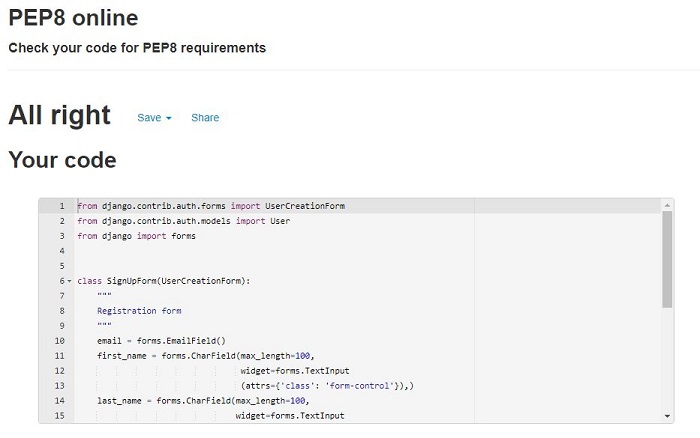 PEP8 online
Check your code for PEP8 requirements
All right Save Share
Your code
1 from django.contrib.auth.forms import UserCreationForm
2 from django.contrib.auth.models import User
3 from django import forms
4
5
6 class SignUpForm(UserCreationForm):
7 """
8 Registration form
9 """
10 email = forms.EmailField()
11 first_name = forms.CharField(max_length=100,
12 widget=forms.TextInput
13 (attrs={'class': 'form-control'}),)
14 last_name = forms.CharField(max_length=100,
15 widget=forms.TextInput